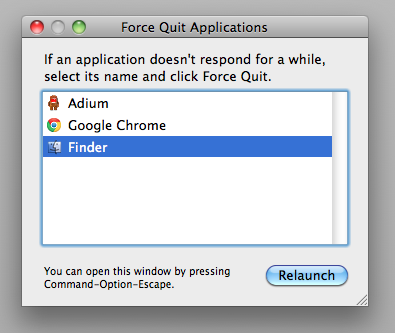 Force Quit Applications
If an application doesn't respond for a while,
select its name and click Force Quit.
Adium
Google Chrome
Finder
You can open this window by pressing
Command-Option-Escape.
Relaunch